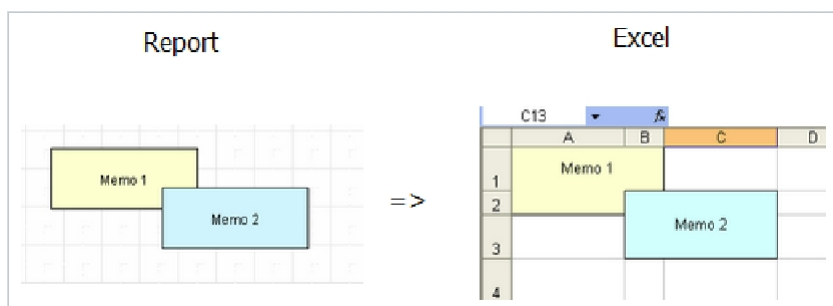 Report
Excel
Memo 1
Memo 2
=>
C13 fx
A B C D
1 Memo 1
2
3 Memo 2
4